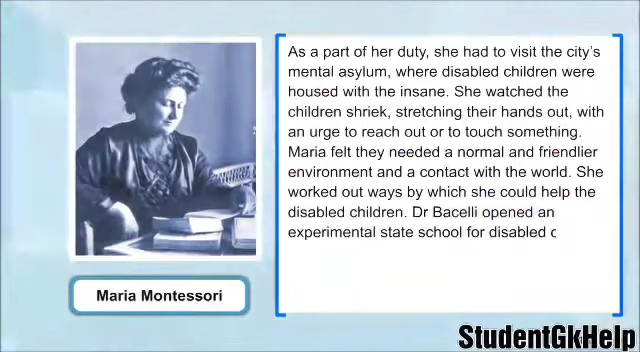 As a part of her duty, she had to visit the city's
mental asylum, where disabled children were
housed with the insane. She watched the
children shriek, stretching their hands out, with
an urge to reach out or to touch something.
Maria felt they needed a normal and friendlier
environment and a contact with the world. She
worked out ways by which she could help the
disabled children. Dr Bacelli opened an
experimental state school for disabled c
Maria Montessori
StudentGkHelp